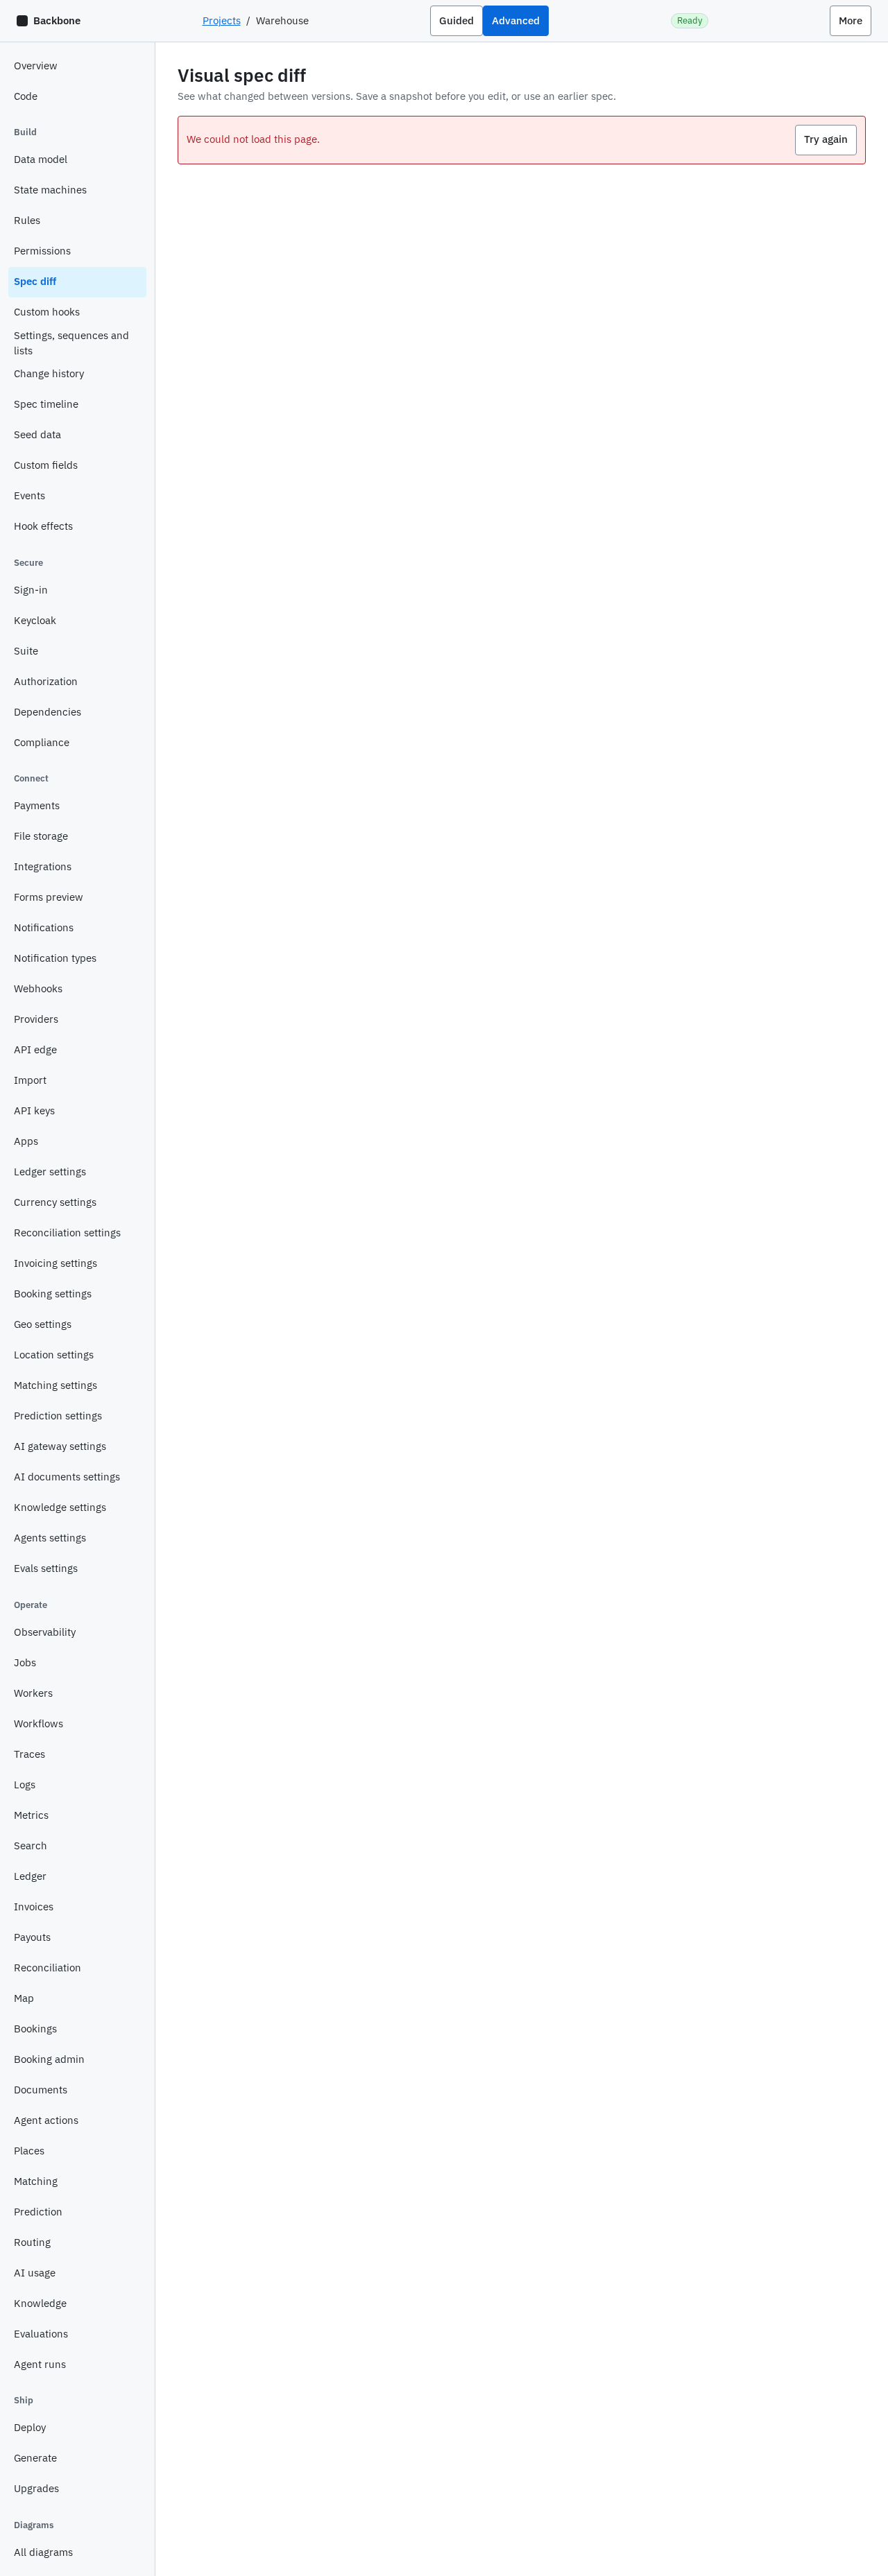 Backbone
Projects / Warehouse
Guided
Advanced
Ready
More
Overview
Code
Build
Data model
State machines
Rules
Permissions
Spec diff
Custom hooks
Settings, sequences and
lists
Change history
Spec timeline
Seed data
Custom fields
Events
Hook effects
Secure
Sign-in
Keycloak
Suite
Authorization
Dependencies
Compliance
Connect
Payments
File storage
Integrations
Forms preview
Notifications
Notification types
Webhooks
Providers
API edge
Import
API keys
Apps
Ledger settings
Currency settings
Reconciliation settings
Invoicing settings
Booking settings
Geo settings
Location settings
Matching settings
Prediction settings
AI gateway settings
AI documents settings
Knowledge settings
Agents settings
Evals settings
Operate
Observability
Jobs
Workers
Workflows
Traces
Logs
Metrics
Search
Ledger
Invoices
Payouts
Reconciliation
Map
Bookings
Booking admin
Documents
Agent actions
Places
Matching
Prediction
Routing
AI usage
Knowledge
Evaluations
Agent runs
Ship
Deploy
Generate
Upgrades
Diagrams
All diagrams
Visual spec diff
See what changed between versions. Save a snapshot before you edit, or use an earlier spec.
We could not load this page.
Try again